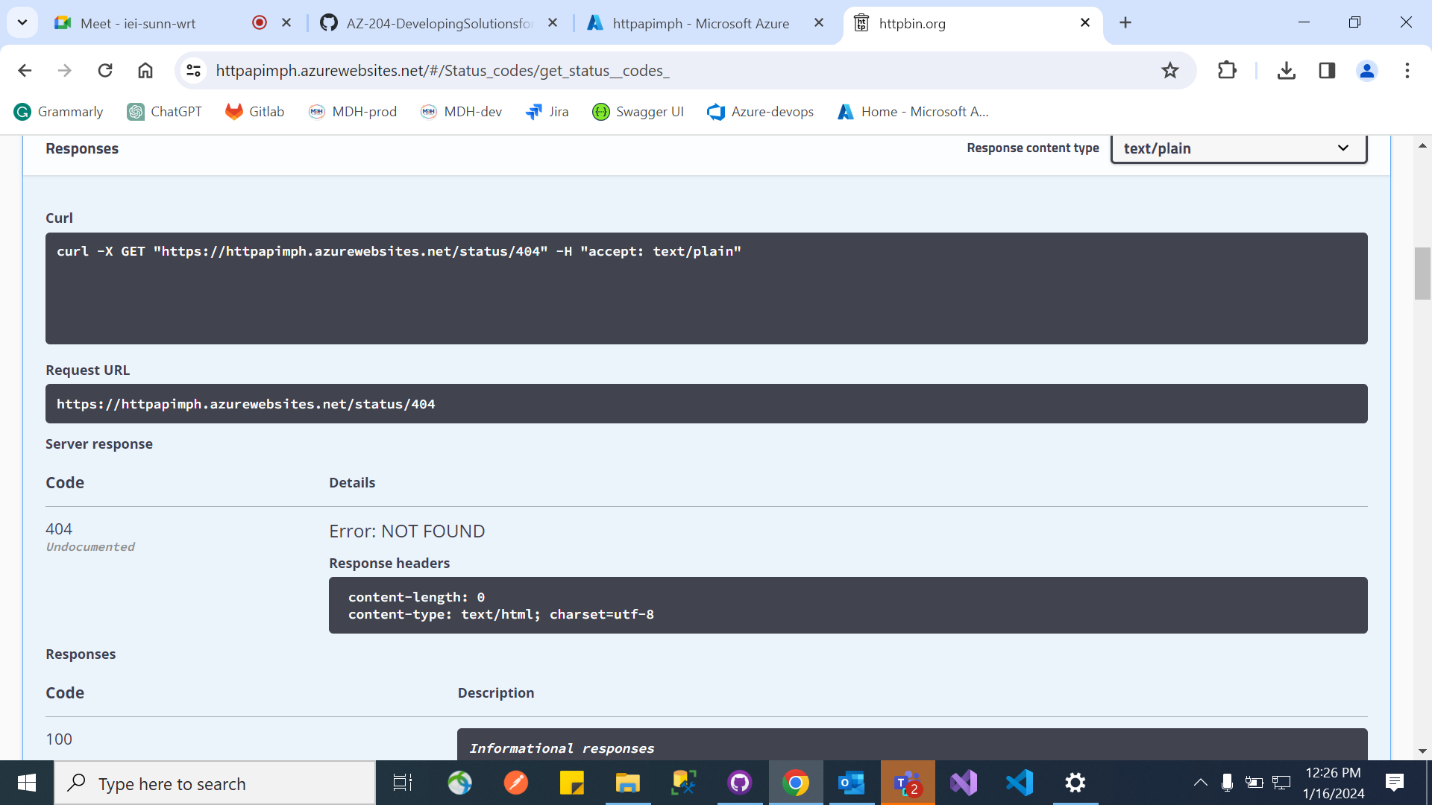 Meet - iei-sunn-wrt
AZ-204-DevelopingSolutionsfo
httpapimph - Microsoft Azure
httpbin.org
httpapimph.azurewebsites.net/#/Status_codes/get_status__codes_
Grammarly
ChatGPT
Gitlab
MDH-prod
MDH-dev
Jira
Swagger UI
Azure-devops
Home - Microsoft A...
Responses
Response content type
text/plain
Curl
curl -X GET "https://httpapimph.azurewebsites.net/status/404" -H "accept: text/plain"
Request URL
https://httpapimph.azurewebsites.net/status/404
Server response
Code
Details
404
Undocumented
Error: NOT FOUND
Response headers
content-length: 0
content-type: text/html; charset=utf-8
Responses
Code
Description
100
Informational responses
Type here to search
2
12:26 PM
1/16/2024